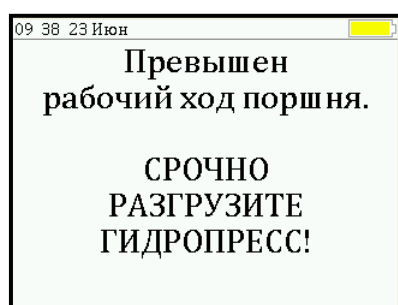 09 38 23 Июн
Превышен
рабочий ход поршня.
СРОЧНО
РАЗГРУЗИТЕ
ГИДРОПРЕСС!